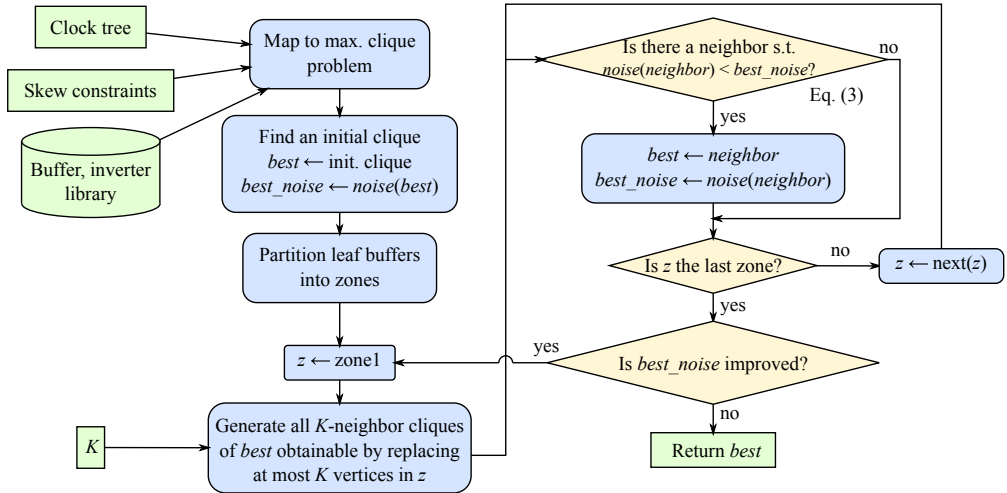 Clock tree
Skew constraints
Buffer, inverter
library
Map to max. clique
problem
Find an initial clique
best ← init. clique
best_noise ← noise(best)
Partition leaf buffers
into zones
z ← zone1
K
Generate all K-neighbor cliques
of best obtainable by replacing
at most K vertices in z
Is there a neighbor s.t.
noise(neighbor) < best_noise?
no
Eq. (3)
yes
best ← neighbor
best_noise ← noise(neighbor)
Is z the last zone?
no
z ← next(z)
yes
yes
Is best_noise improved?
no
Return best